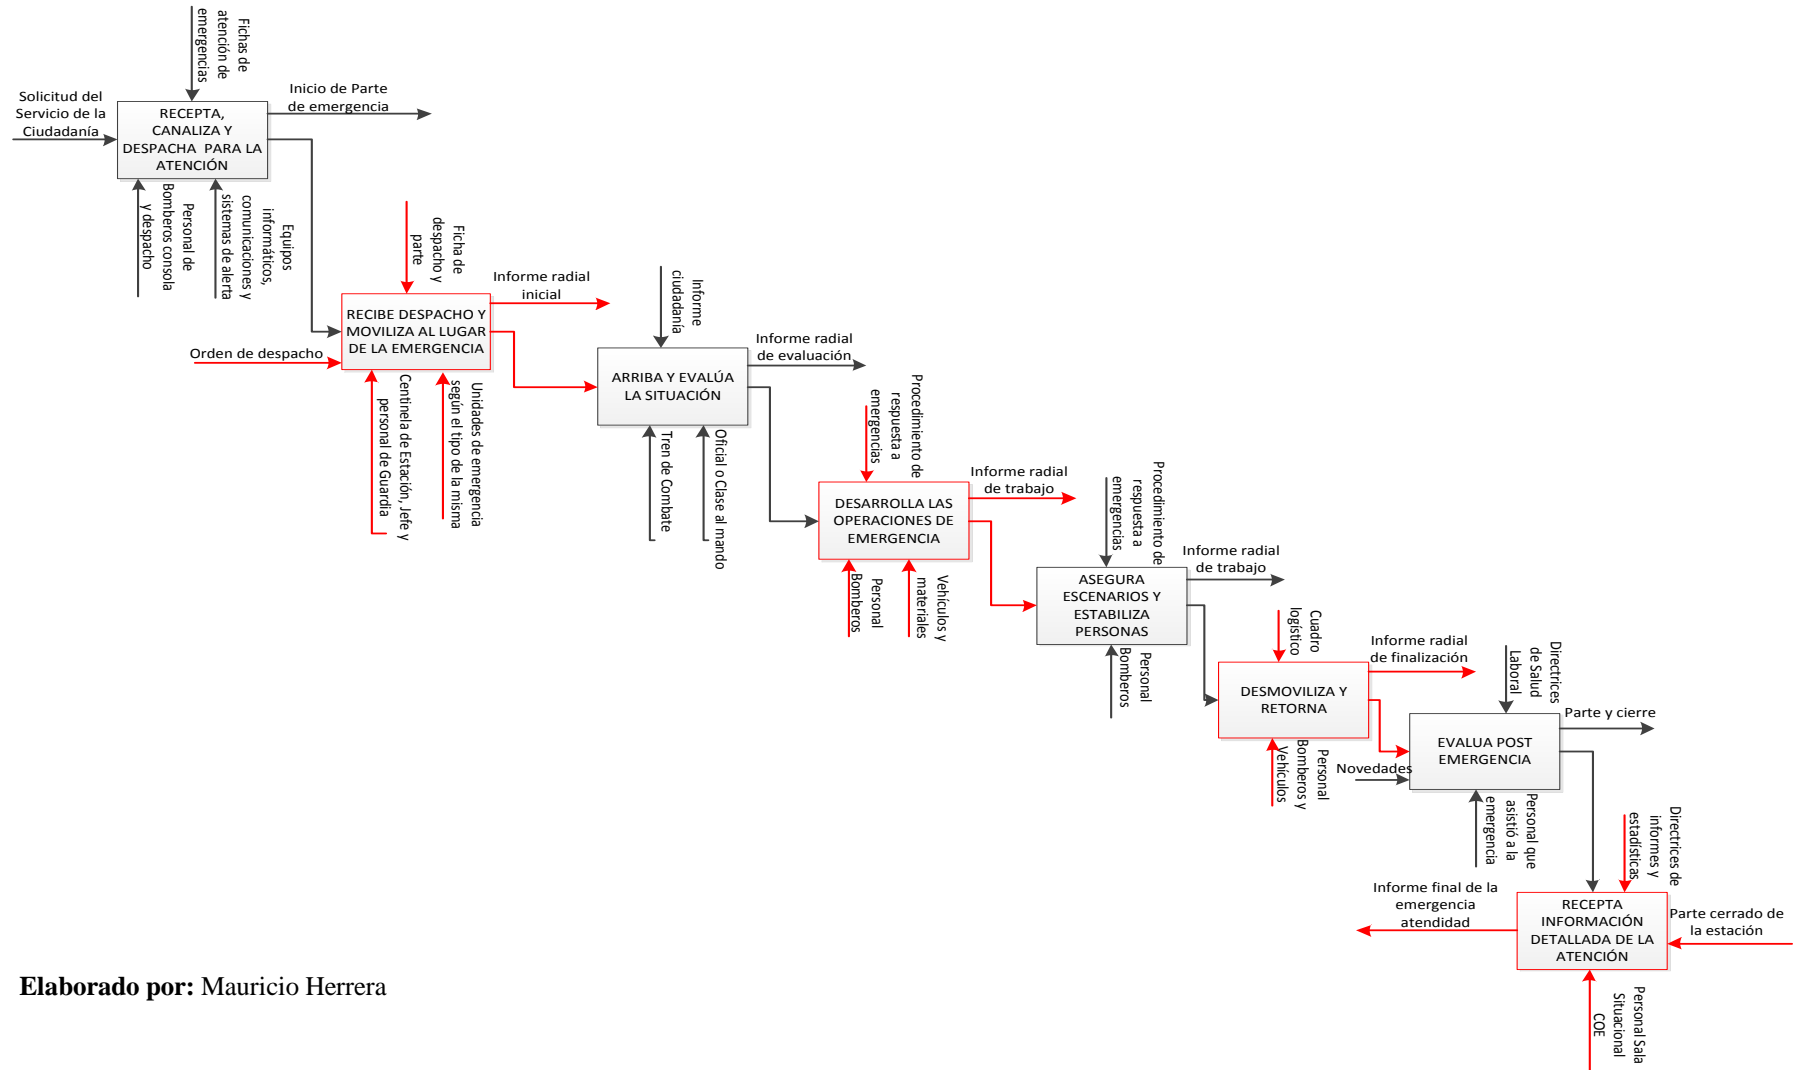 Fichas de
atención de
emergencias
Solicitud del
Servicio de la
Ciudadanía
RECEPTA,
CANALIZA Y
DESPACHA PARA LA
ATENCIÓN
Inicio de Parte
de emergencia
Personal de
Bomberos consola
y despacho
Equipos
informáticos,
comunicaciones y
sistemas de alerta
Ficha de
despacho y
parte
Orden de despacho
RECIBE DESPACHO Y
MOVILIZA AL LUGAR
DE LA EMERGENCIA
Informe radial
inicial
Centinela de Estación, Jefe y
personal de Guardia
Unidades de emergencia
según el tipo de la misma
Informe
ciudadanía
ARRIBA Y EVALÚA
LA SITUACIÓN
Informe radial
de evaluación
Tren de Combate
Oficial o Clase al mando
Procedimiento de
respuesta a
emergencias
DESARROLLA LAS
OPERACIONES DE
EMERGENCIA
Informe radial
de trabajo
Personal
Bomberos
Vehículos y
materiales
Procedimiento de
respuesta a
emergencias
ASEGURA
ESCENARIOS Y
ESTABILIZA
PERSONAS
Informe radial
de trabajo
Personal
Bomberos
Cuadro
logístico
DESMOVILIZA Y
RETORNA
Informe radial
de finalización
Personal
Bomberos y
Vehículos
Directrices
de Salud
Laboral
Novedades
EVALUA POST
EMERGENCIA
Parte y cierre
Personal que
asistió a la
emergencia
Directrices de
informes y
estadísticas
Informe final de la
emergencia
atendidad
RECEPTA
INFORMACIÓN
DETALLADA DE LA
ATENCIÓN
Parte cerrado de
la estación
Personal Sala
Situacional
COE
Elaborado por: Mauricio Herrera